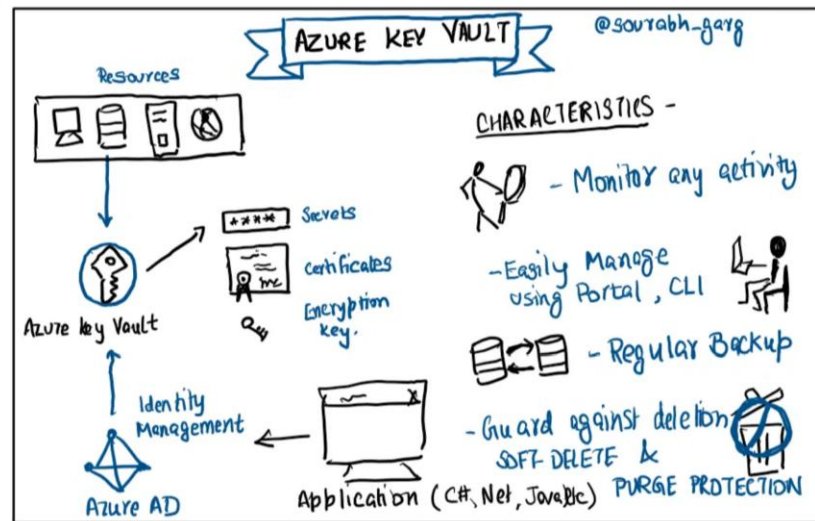 AZURE KEY VAULT
@sourabh_garg
Resources
****
Secrets
Certificates
Encryption
key.
Azure key Vault
Identity
Management
Azure AD
Application (C#, Net, Java etc)
CHARACTERISTICS -
- Monitor any activity
- Easily Manage
using Portal, CLI
- Regular Backup
- Guard against deletion
SOFT-DELETE &
PURGE PROTECTION